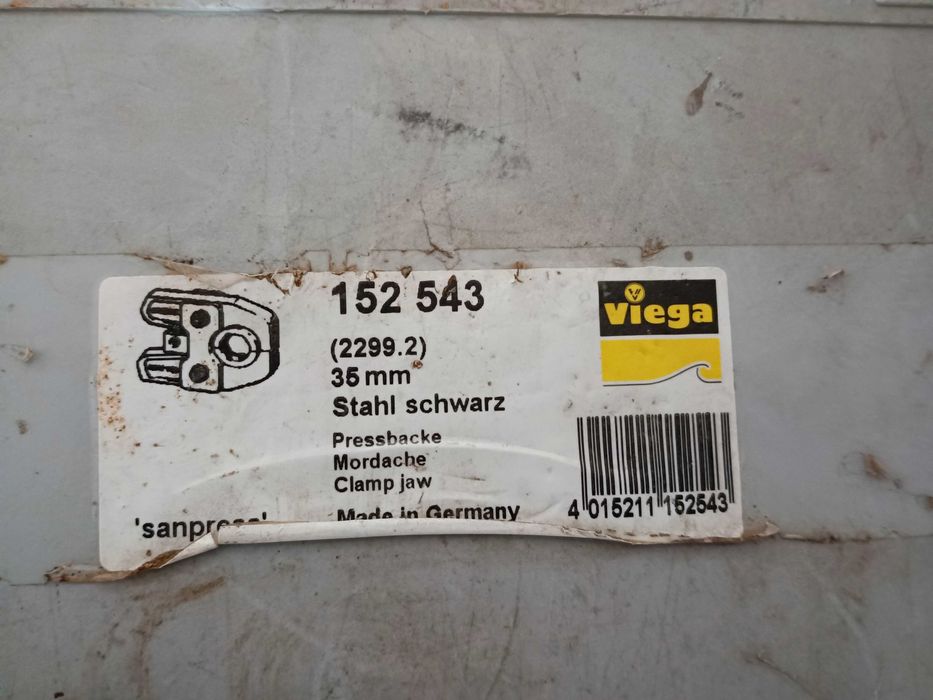 152 543
(2299.2)
35 mm
Stahl schwarz
Pressbacke
Mordache
Clamp jaw
Made in Germany
'sanpress'
Viega
4 015211 152543